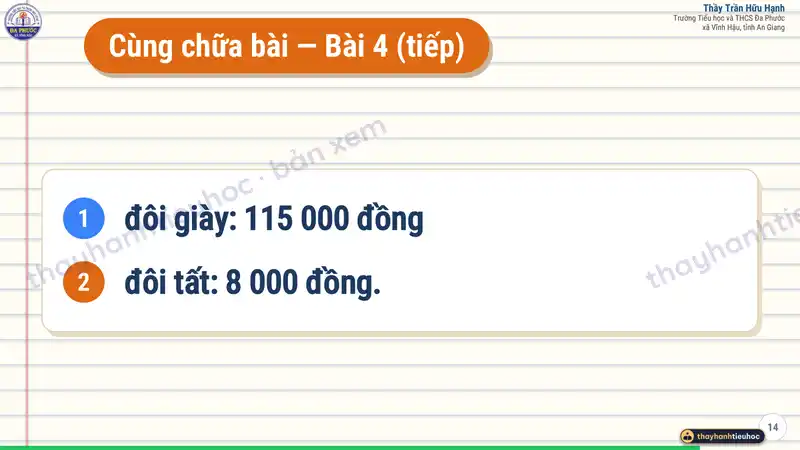 Thầy Trần Hữu Hạnh
Trường Tiểu học và THCS Đa Phước
xã Vĩnh Hậu, tỉnh An Giang
ĐA PHƯỚC
Cùng chữa bài – Bài 4 (tiếp)
thayhanhtieuhoc · bản xem
1 đôi giày: 115 000 đồng
2 đôi tất: 8 000 đồng.
thayhanhtie
14
thayhanhtieuhoc